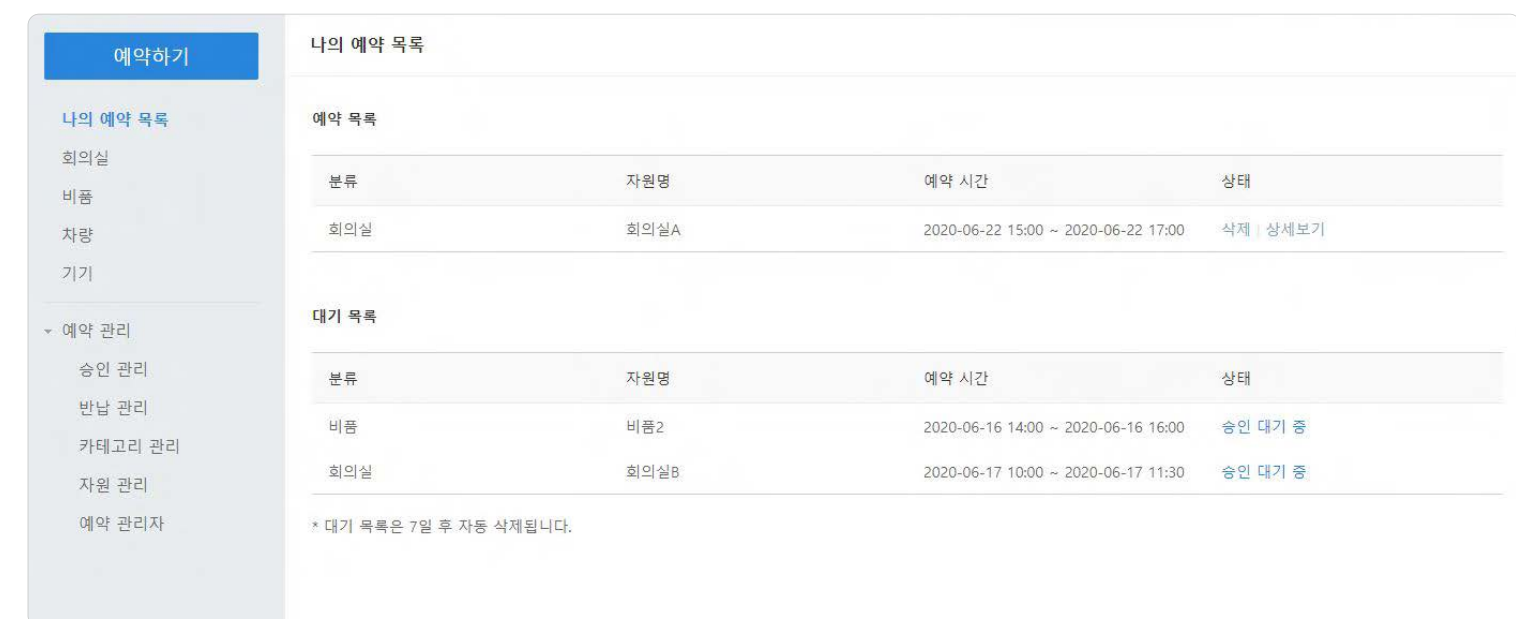 예약하기
나의 예약 목록
회의실
비품
차량
기기
예약 관리
승인 관리
반납 관리
카테고리 관리
자원 관리
예약 관리자
나의 예약 목록
예약 목록
분류 자원명 예약 시간 상태
회의실 회의실A 2020-06-22 15:00 ~ 2020-06-22 17:00 삭제 | 상세보기
대기 목록
분류 자원명 예약 시간 상태
비품 비품2 2020-06-16 14:00 ~ 2020-06-16 16:00 승인 대기 중
회의실 회의실B 2020-06-17 10:00 ~ 2020-06-17 11:30 승인 대기 중
* 대기 목록은 7일 후 자동 삭제됩니다.